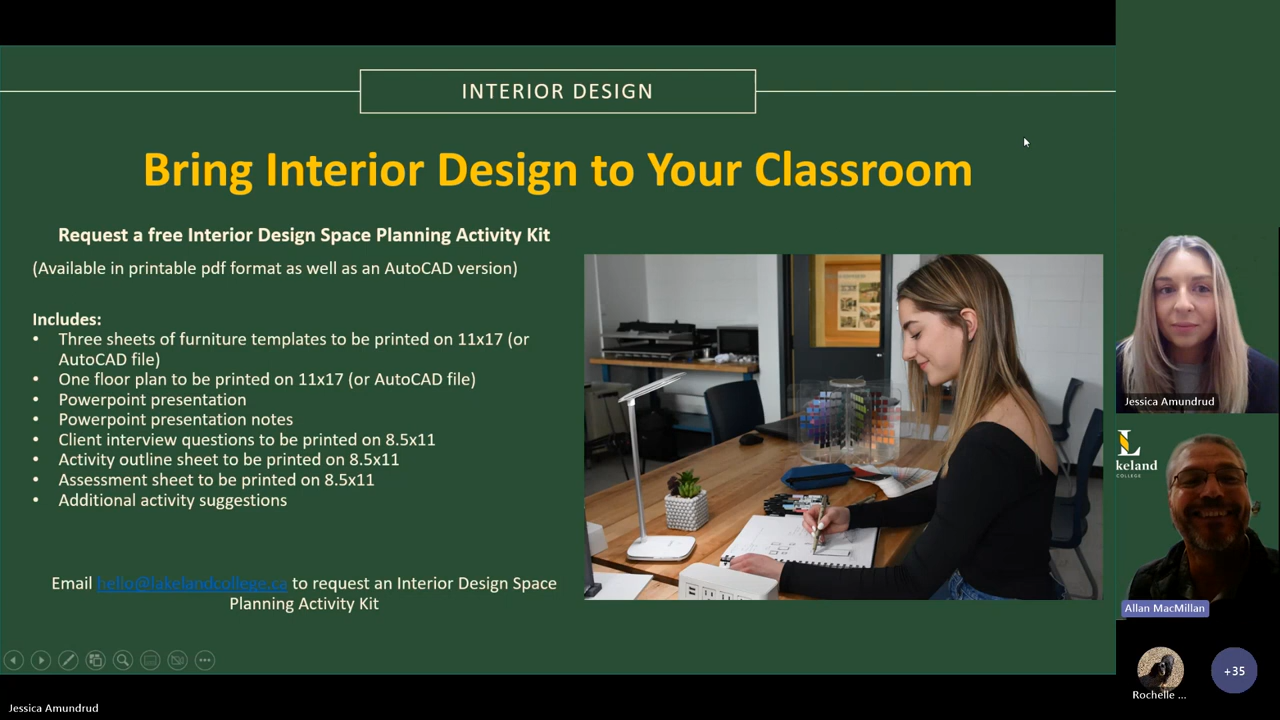 INTERIOR DESIGN
Bring Interior Design to Your Classroom
Request a free Interior Design Space Planning Activity Kit
(Available in printable pdf format as well as an AutoCAD version)
Includes:
• Three sheets of furniture templates to be printed on 11x17 (or
AutoCAD file)
• One floor plan to be printed on 11x17 (or AutoCAD file)
• Powerpoint presentation
• Powerpoint presentation notes
• Client interview questions to be printed on 8.5x11
• Activity outline sheet to be printed on 8.5x11
• Assessment sheet to be printed on 8.5x11
• Additional activity suggestions
Email hello@lakelandcollege.ca to request an Interior Design Space
Planning Activity Kit
Jessica Amundrud
keland
COLLEGE
Allan MacMillan
Rochelle ...
+35
Jessica Amundrud